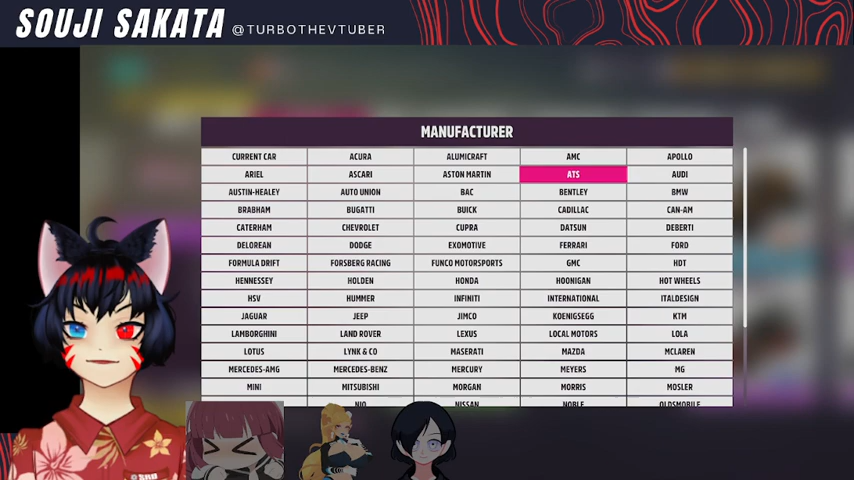 SOUJI SAKATA @TURBOTHEVTUBER
MANUFACTURER
CURRENT CAR ACURA ALUMICRAFT AMC APOLLO
ARIEL ASCARI ASTON MARTIN ATS AUDI
AUSTIN-HEALEY AUTO UNION BAC BENTLEY BMW
BRABHAM BUGATTI BUICK CADILLAC CAN-AM
CATERHAM CHEVROLET CUPRA DATSUN DEBERTI
DELOREAN DODGE EXOMOTIVE FERRARI FORD
FORMULA DRIFT FORSBERG RACING FUNCO MOTORSPORTS GMC HDT
HENNESSEY HOLDEN HONDA HOONIGAN HOT WHEELS
HSV HUMMER INFINITI INTERNATIONAL ITALDESIGN
JAGUAR JEEP JIMCO KOENIGSEGG KTM
LAMBORGHINI LAND ROVER LEXUS LOCAL MOTORS LOLA
LOTUS LYNK & CO MASERATI MAZDA MCLAREN
MERCEDES-AMG MERCEDES-BENZ MERCURY MEYERS MG
MINI MITSUBISHI MORGAN MORRIS MOSLER
NIO NISSAN NOBLE OLDSMOBILE